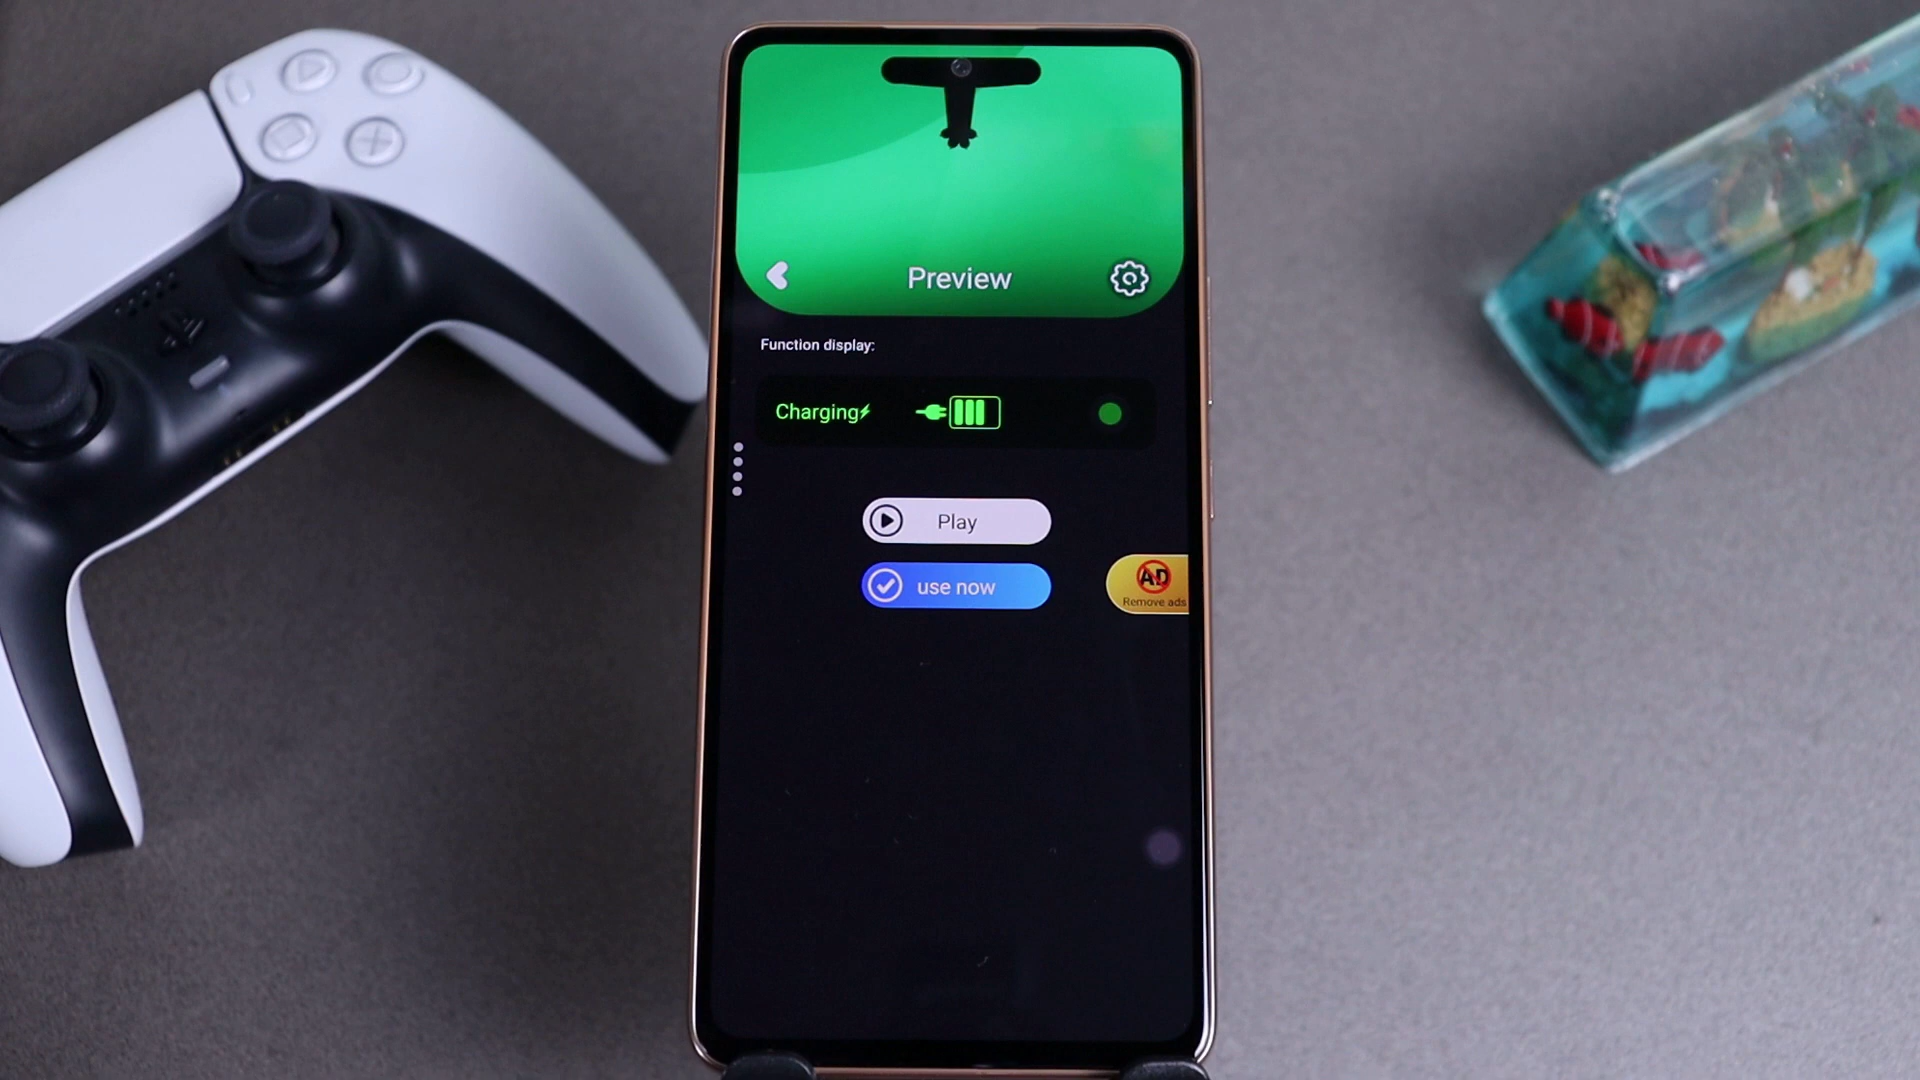 Preview
Function display:
Charging
Play
use now
AD
Remove ads